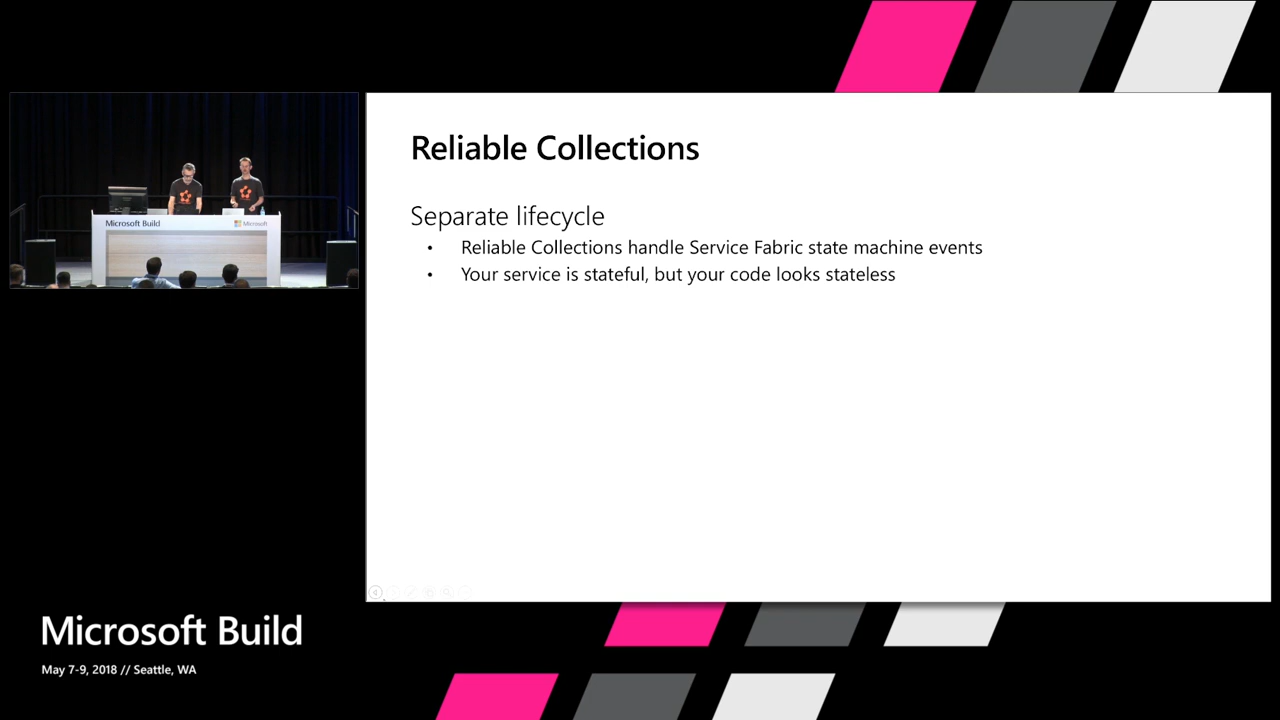 Microsoft Build
Microsoft
Reliable Collections
Separate lifecycle
• Reliable Collections handle Service Fabric state machine events
• Your service is stateful, but your code looks stateless
Microsoft Build
May 7-9, 2018 // Seattle, WA